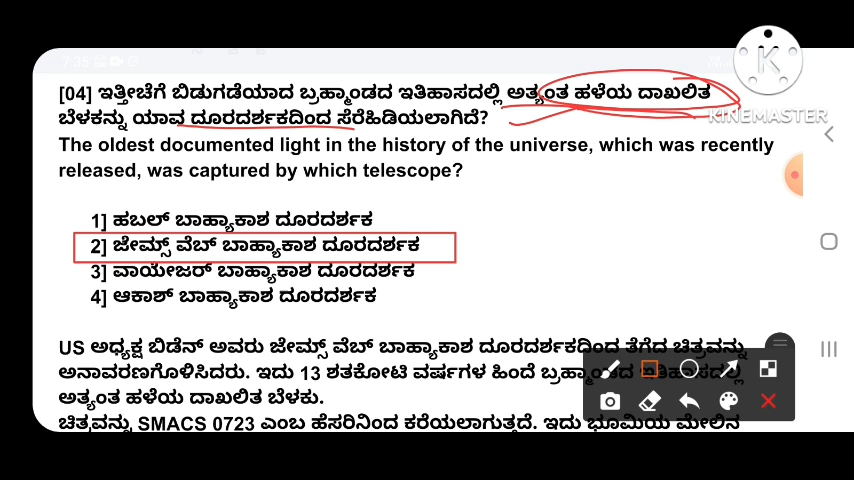 7:35
[04] ಇತ್ತೀಚೆಗೆ ಬಿಡುಗಡೆಯಾದ ಬ್ರಹ್ಮಾಂಡದ ಇತಿಹಾಸದಲ್ಲಿ ಅತ್ಯಂತ ಹಳೆಯ ದಾಖಲಿತ
ಬೆಳಕನ್ನು ಯಾವ ದೂರದರ್ಶಕದಿಂದ ಸೆರೆಹಿಡಿಯಲಾಗಿದೆ?
K
KINEMASTER
The oldest documented light in the history of the universe, which was recently
released, was captured by which telescope?
1] ಹಬಲ್ ಬಾಹ್ಯಾಕಾಶ ದೂರದರ್ಶಕ
2] ಜೇಮ್ಸ್ ವೆಬ್ ಬಾಹ್ಯಾಕಾಶ ದೂರದರ್ಶಕ
3] ವಾಯೇಜರ್ ಬಾಹ್ಯಾಕಾಶ ದೂರದರ್ಶಕ
4] ಆಕಾಶ್ ಬಾಹ್ಯಾಕಾಶ ದೂರದರ್ಶಕ
US ಅಧ್ಯಕ್ಷ ಬಿಡೆನ್ ಅವರು ಜೇಮ್ಸ್ ವೆಬ್ ಬಾಹ್ಯಾಕಾಶ ದೂರದರ್ಶಕದಿಂದ ತೆಗೆದ ಚಿತ್ರವನ್ನು
ಅನಾವರಣಗೊಳಿಸಿದರು. ಇದು 13 ಶತಕೋಟಿ ವರ್ಷಗಳ ಹಿಂದೆ ಬ್ರಹ್ಮಾಂಡದ ಇತಿಹಾಸದಲ್ಲಿ
ಅತ್ಯಂತ ಹಳೆಯ ದಾಖಲಿತ ಬೆಳಕು.
ಚಿತ್ರವನ್ನು SMACS 0723 ಎಂಬ ಹೆಸರಿನಿಂದ ಕರೆಯಲಾಗುತ್ತದೆ. ಇದು ಭೂಮಿಯ ಮೇಲಿನ